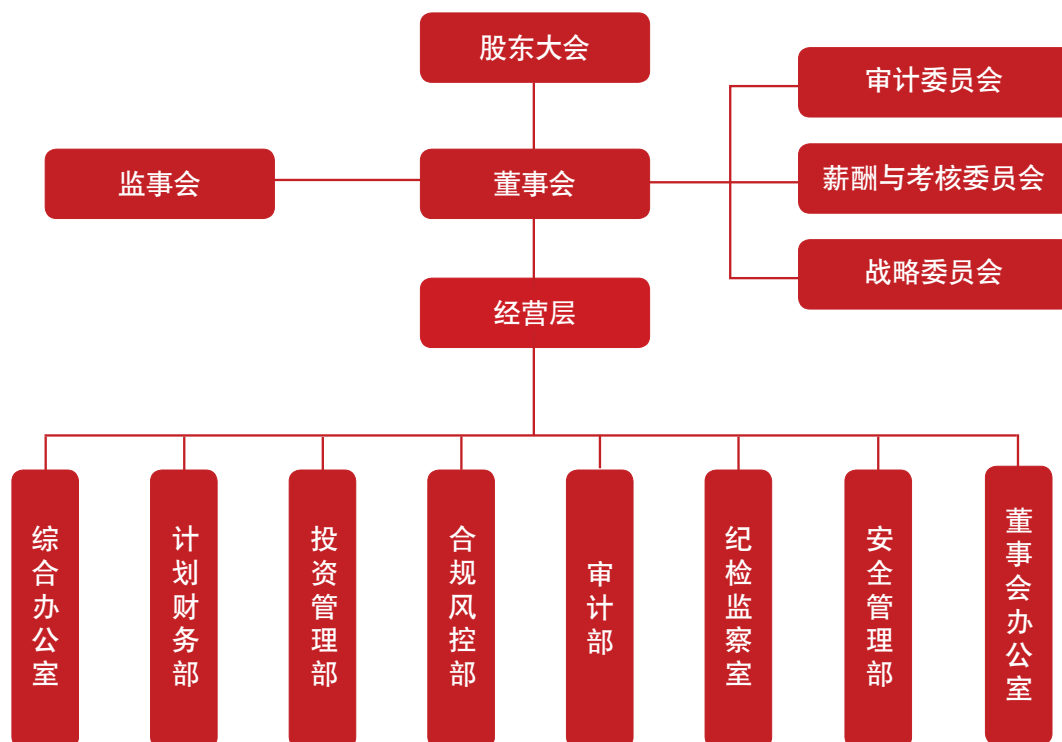 股东大会
审计委员会
监事会
董事会
薪酬与考核委员会
战略委员会
经营层
综合办公室
计划财务部
投资管理部
合规风控部
审计部
纪检监察室
安全管理部
董事会办公室